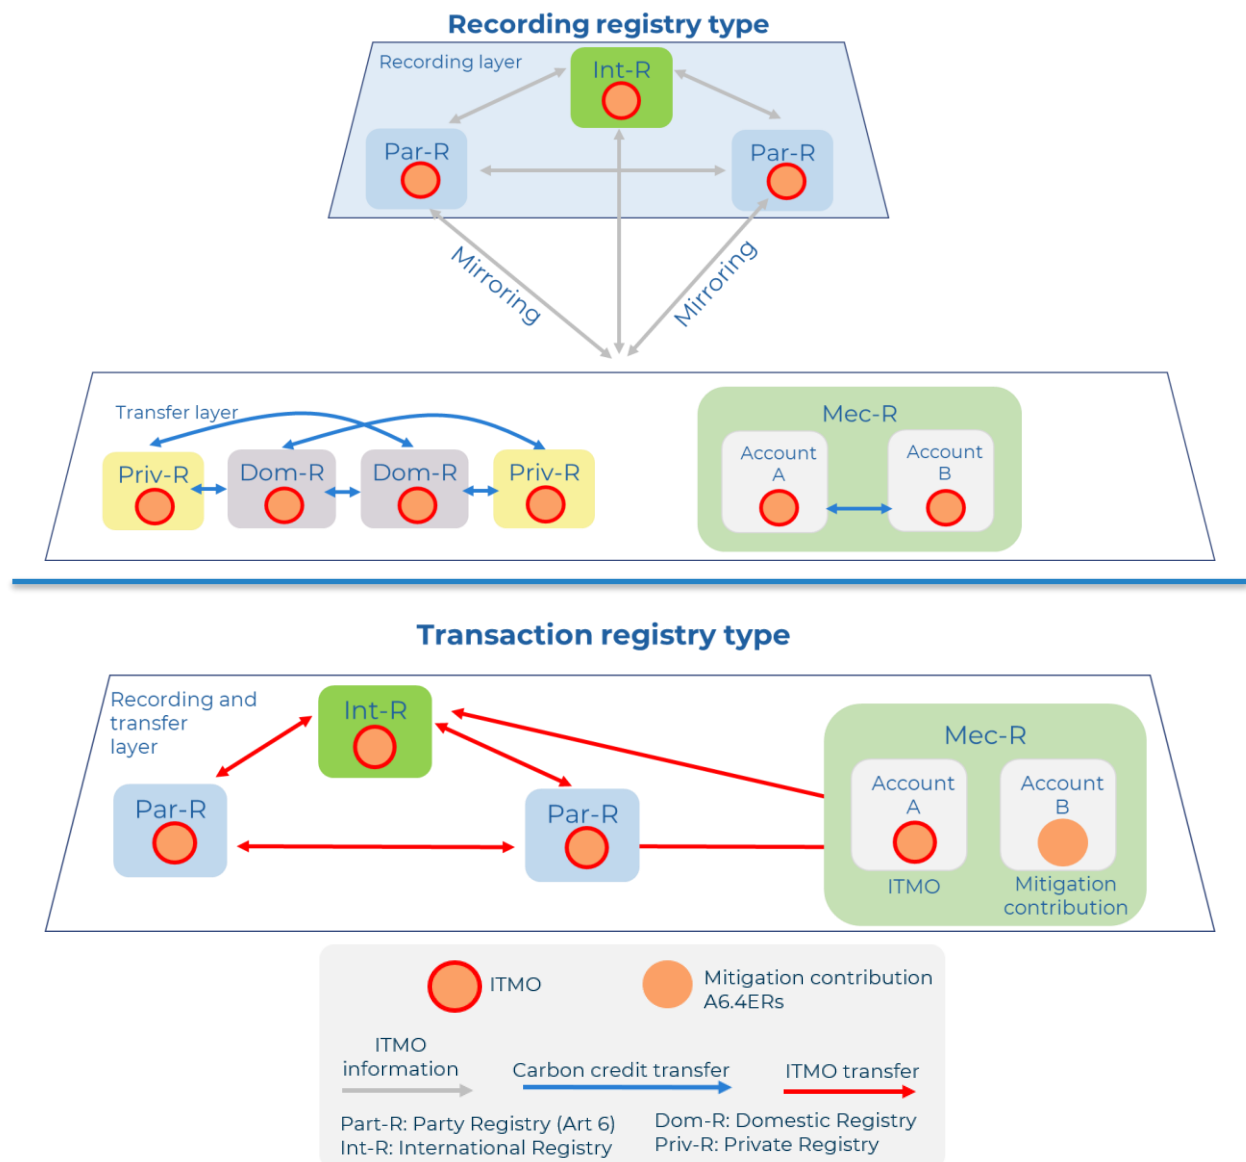 Recording registry type
Recording layer
Int-R
Par-R
Par-R
Mirroring
Mirroring
Transfer layer
Priv-R
Dom-R
Dom-R
Priv-R
Mec-R
Account
A
Account
B
Transaction registry type
Recording and
transfer
layer
Int-R
Par-R
Par-R
Mec-R
Account
A
ITMO
Account
B
Mitigation
contribution
ITMO
Mitigation contribution
A6.4ERs
ITMO
information
Carbon credit transfer
ITMO transfer
Part-R: Party Registry (Art 6)
Int-R: International Registry
Dom-R: Domestic Registry
Priv-R: Private Registry